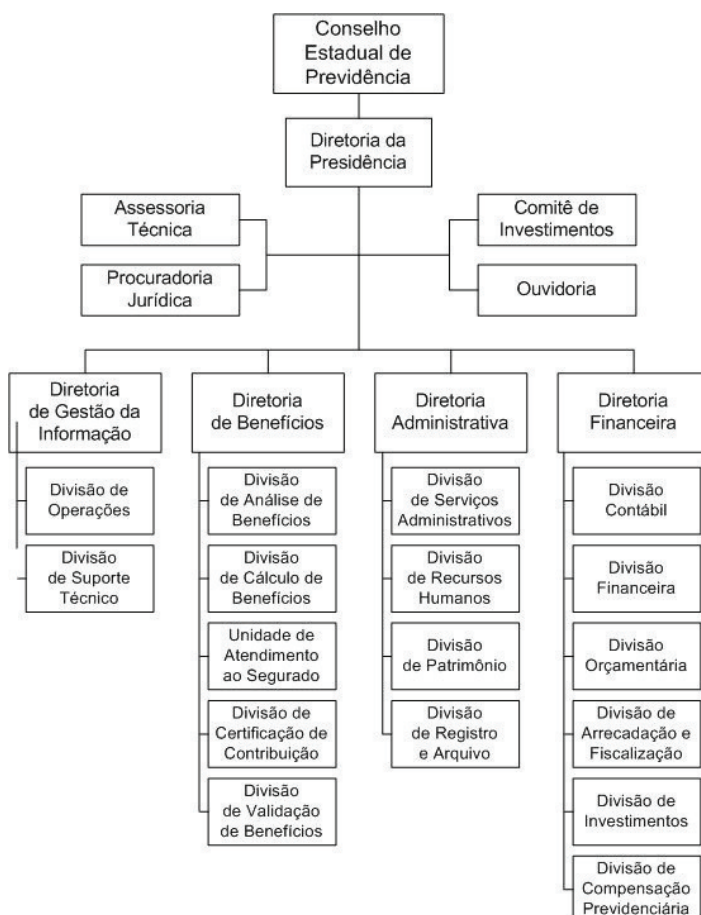 Conselho
Estadual de
Previdência
Diretoria da
Presidência
Assessoria
Técnica
Comitê de
Investimentos
Procuradoria
Jurídica
Ouvidoria
Diretoria
de Gestão da
Informação
Diretoria
de Benefícios
Diretoria
Administrativa
Diretoria
Financeira
Divisão de
Operações
Divisão
de Suporte
Técnico
Divisão
de Análise de
Benefícios
Divisão
de Cálculo de
Benefícios
Unidade de
Atendimento
ao Segurado
Divisão de
Certificação de
Contribuição
Divisão
de Validação
de Benefícios
Divisão
de Serviços
Administrativos
Divisão
de Recursos
Humanos
Divisão
de Patrimônio
Divisão
de Registro
e Arquivo
Divisão
Contábil
Divisão
Financeira
Divisão
Orçamentária
Divisão de
Arrecadação e
Fiscalização
Divisão de
Investimentos
Divisão de
Compensação
Previdenciária